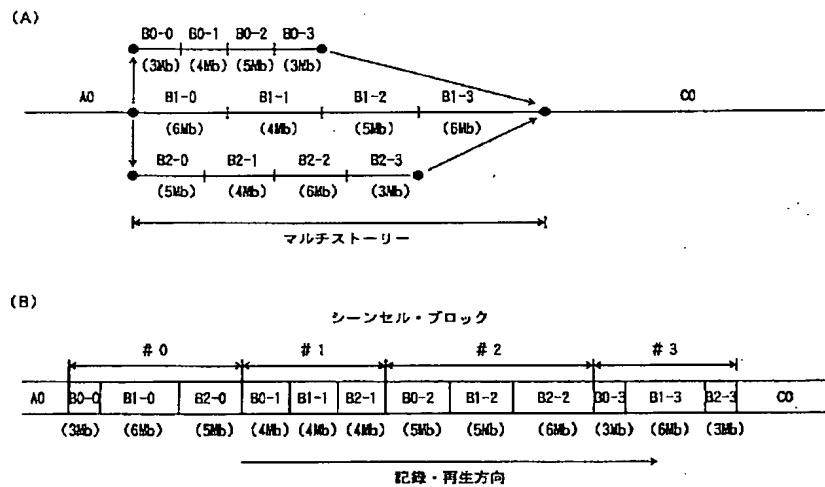 (A)
B0-0 B0-1 B0-2 B0-3
(3Mb) (4Mb) (5Mb) (3Mb)
A0 B1-0 B1-1 B1-2 B1-3 C0
(6Mb) (4Mb) (5Mb) (6Mb)
B2-0 B2-1 B2-2 B2-3
(5Mb) (4Mb) (6Mb) (3Mb)
マルチストーリー
(B)
シーンセル・ブロック
#0 #1 #2 #3
A0 B0-0 B1-0 B2-0 B0-1 B1-1 B2-1 B0-2 B1-2 B2-2 B0-3 B1-3 B2-3 C0
(3Mb) (6Mb) (5Mb) (4Mb) (4Mb) (4Mb) (5Mb) (5Mb) (6Mb) (3Mb) (6Mb) (3Mb)
記録・再生方向